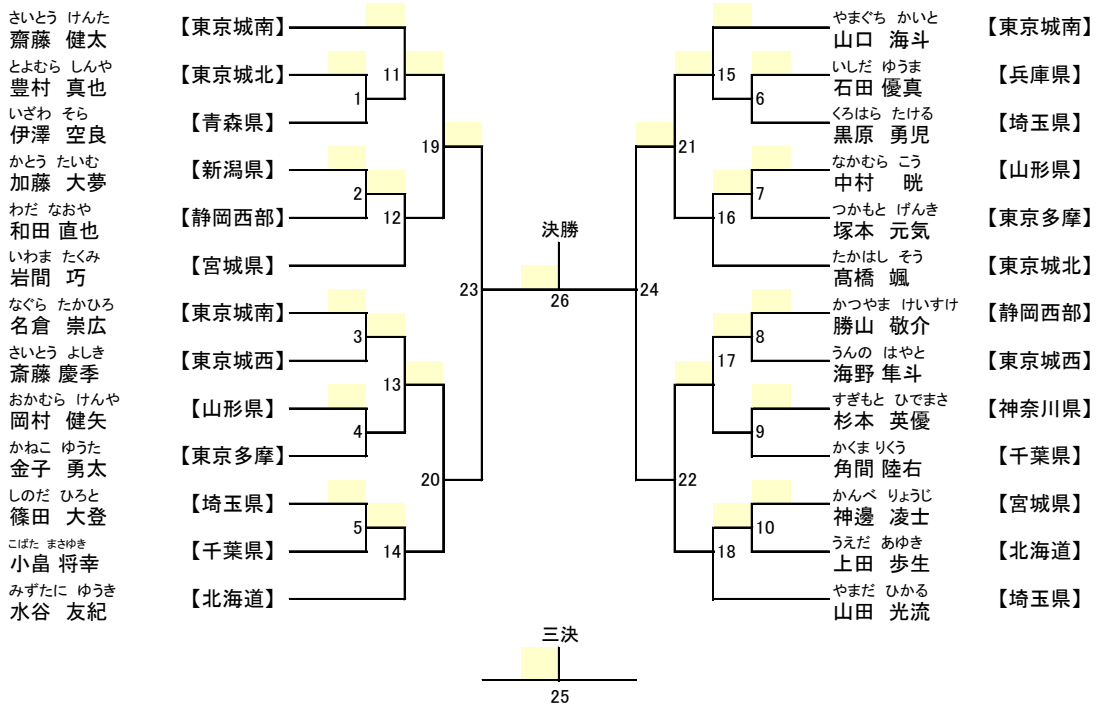 さいとう けんた
齋藤 健太 【東京城南】
とよむら しんや
豊村 真也 【東京城北】
いざわ そら
伊澤 空良 【青森県】
かとう たいむ
加藤 大夢 【新潟県】
わだ なおや
和田 直也 【静岡西部】
いわま たくみ
岩間 巧 【宮城県】
なぐら たかひろ
名倉 崇広 【東京城南】
さいとう よしき
斎藤 慶季 【東京城西】
おかむら けんや
岡村 健矢 【山形県】
かねこ ゆうた
金子 勇太 【東京多摩】
しのだ ひろと
篠田 大登 【埼玉県】
こばた まさゆき
小畠 将幸 【千葉県】
みずたに ゆうき
水谷 友紀 【北海道】
1
2
3
4
5
11
12
13
14
19
20
23
決勝
26
三決
25
24
21
22
15
16
17
18
6
7
8
9
10
やまぐち かいと
山口 海斗 【東京城南】
いしだ ゆうま
石田 優真 【兵庫県】
くろはら たける
黒原 勇児 【埼玉県】
なかむら こう
中村 晄 【山形県】
つかもと げんき
塚本 元気 【東京多摩】
たかはし そう
髙橋 颯 【東京城北】
かつやま けいすけ
勝山 敬介 【静岡西部】
うんの はやと
海野 隼斗 【東京城西】
すぎもと ひでまさ
杉本 英優 【神奈川県】
かくま りくう
角間 陸右 【千葉県】
かんべ りょうじ
神邊 凌士 【宮城県】
うえだ あゆき
上田 歩生 【北海道】
やまだ ひかる
山田 光流 【埼玉県】